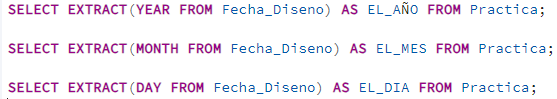 SELECT EXTRACT(YEAR FROM Fecha_Diseno) AS EL_AÑO FROM Practica;
SELECT EXTRACT(MONTH FROM Fecha_Diseno) AS EL_MES FROM Practica;
SELECT EXTRACT(DAY FROM Fecha_Diseno) AS EL_DIA FROM Practica;